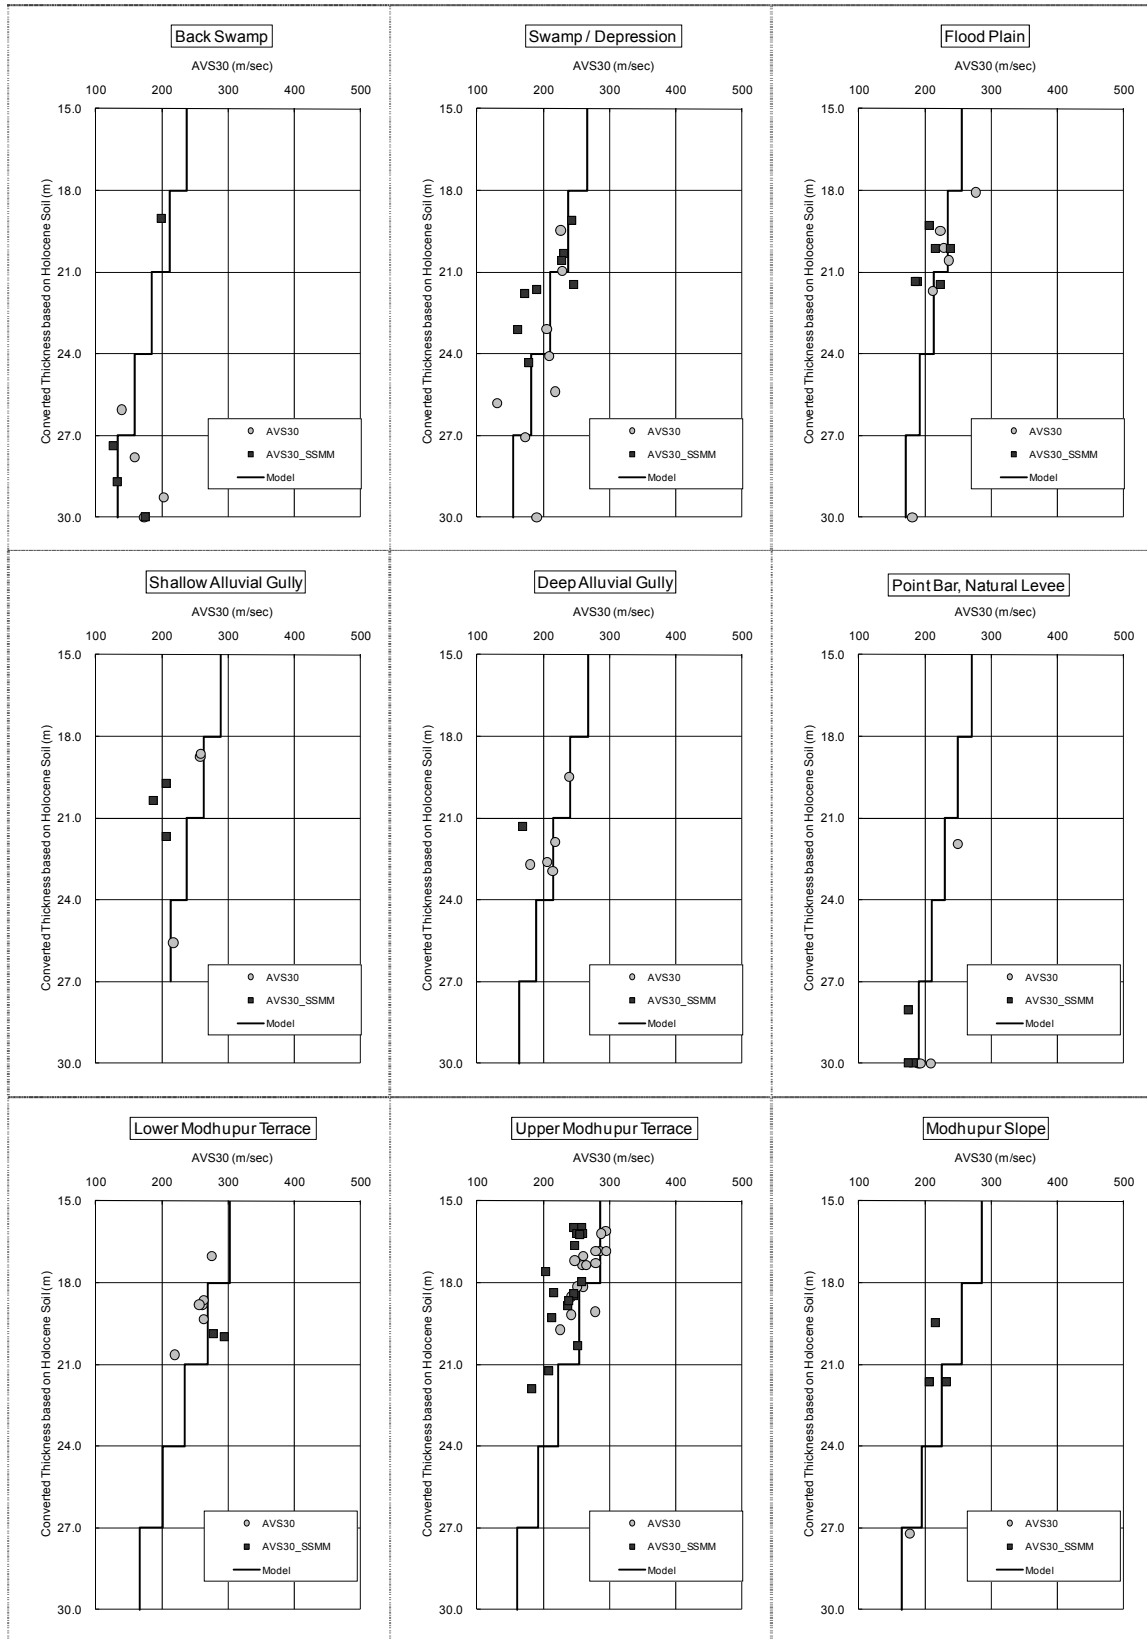 Back Swamp
AVS30 (m/sec)
100 200 300 400 500
Converted Thickness based on Holocene Soil (m)
15.0
18.0
21.0
24.0
27.0
30.0
AVS30
AVS30_SSMM
Model
Swamp / Depression
AVS30 (m/sec)
100 200 300 400 500
Converted Thickness based on Holocene Soil (m)
15.0
18.0
21.0
24.0
27.0
30.0
AVS30
AVS30_SSMM
Model
Flood Plain
AVS30 (m/sec)
100 200 300 400 500
Converted Thickness based on Holocene Soil (m)
15.0
18.0
21.0
24.0
27.0
30.0
AVS30
AVS30_SSMM
Model
Shallow Alluvial Gully
AVS30 (m/sec)
100 200 300 400 500
Converted Thickness based on Holocene Soil (m)
15.0
18.0
21.0
24.0
27.0
30.0
AVS30
AVS30_SSMM
Model
Deep Alluvial Gully
AVS30 (m/sec)
100 200 300 400 500
Converted Thickness based on Holocene Soil (m)
15.0
18.0
21.0
24.0
27.0
30.0
AVS30
AVS30_SSMM
Model
Point Bar, Natural Levee
AVS30 (m/sec)
100 200 300 400 500
Converted Thickness based on Holocene Soil (m)
15.0
18.0
21.0
24.0
27.0
30.0
AVS30
AVS30_SSMM
Model
Lower Modhupur Terrace
AVS30 (m/sec)
100 200 300 400 500
Converted Thickness based on Holocene Soil (m)
15.0
18.0
21.0
24.0
27.0
30.0
AVS30
AVS30_SSMM
Model
Upper Modhupur Terrace
AVS30 (m/sec)
100 200 300 400 500
Converted Thickness based on Holocene Soil (m)
15.0
18.0
21.0
24.0
27.0
30.0
AVS30
AVS30_SSMM
Model
Modhupur Slope
AVS30 (m/sec)
100 200 300 400 500
Converted Thickness based on Holocene Soil (m)
15.0
18.0
21.0
24.0
27.0
30.0
AVS30
AVS30_SSMM
Model